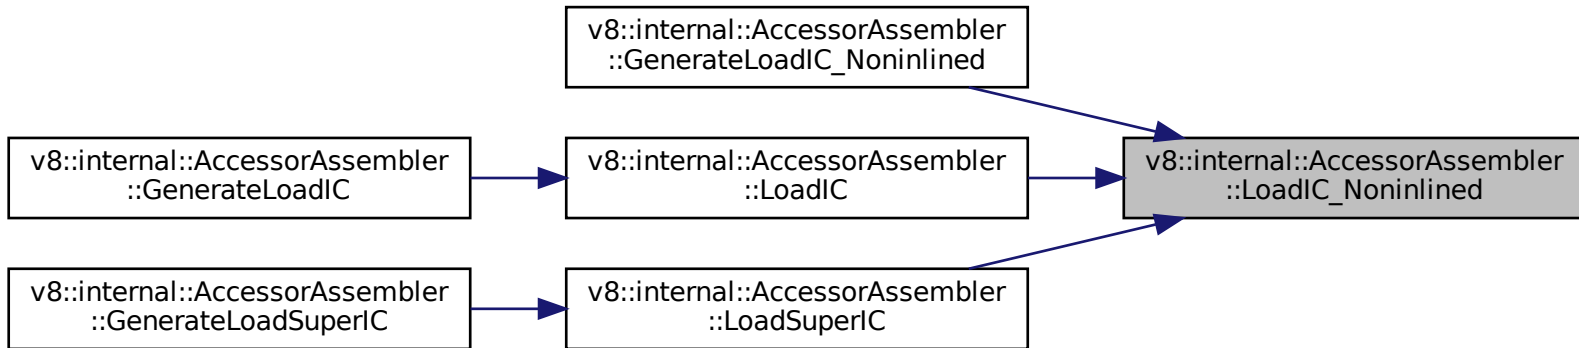 v8::internal::AccessorAssembler
::GenerateLoadIC_Noninlined
v8::internal::AccessorAssembler
::GenerateLoadIC
v8::internal::AccessorAssembler
::LoadIC
v8::internal::AccessorAssembler
::LoadIC_Noninlined
v8::internal::AccessorAssembler
::GenerateLoadSuperIC
v8::internal::AccessorAssembler
::LoadSuperIC